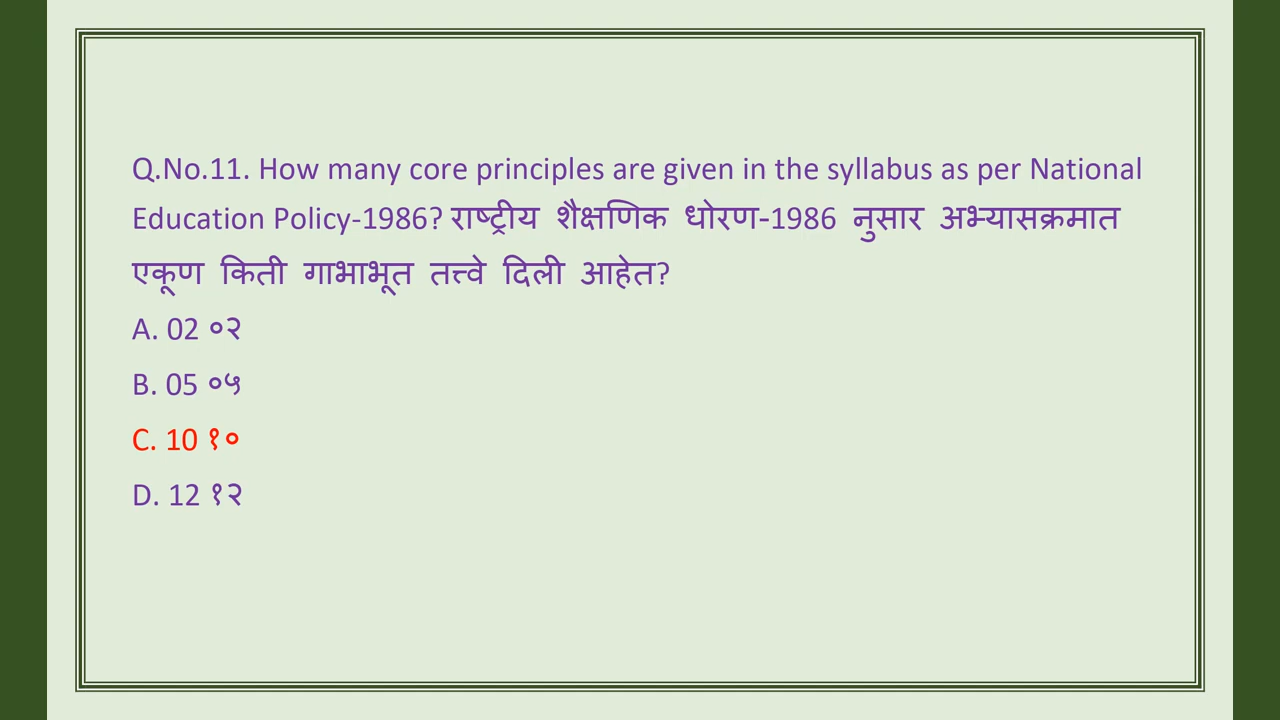 Q.No.11. How many core principles are given in the syllabus as per National
Education Policy-1986? राष्ट्रीय शैक्षणिक धोरण-1986 नुसार अभ्यासक्रमात
एकूण किती गाभाभूत तत्त्वे दिली आहेत?
A. 02 ०२
B. 05 ०५
C. 10 १०
D. 12 १२